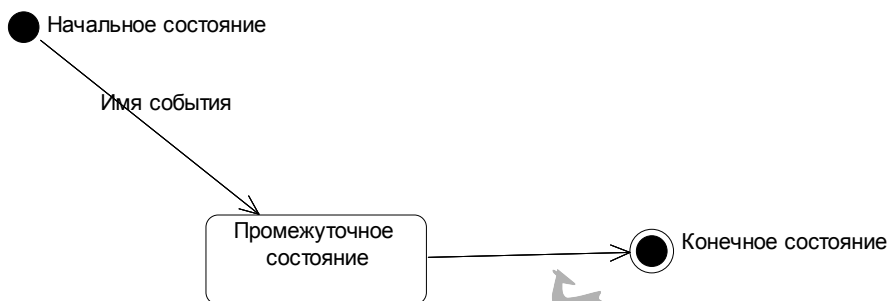 Начальное состояние
Имя события
Промежуточное
состояние
Конечное состояние